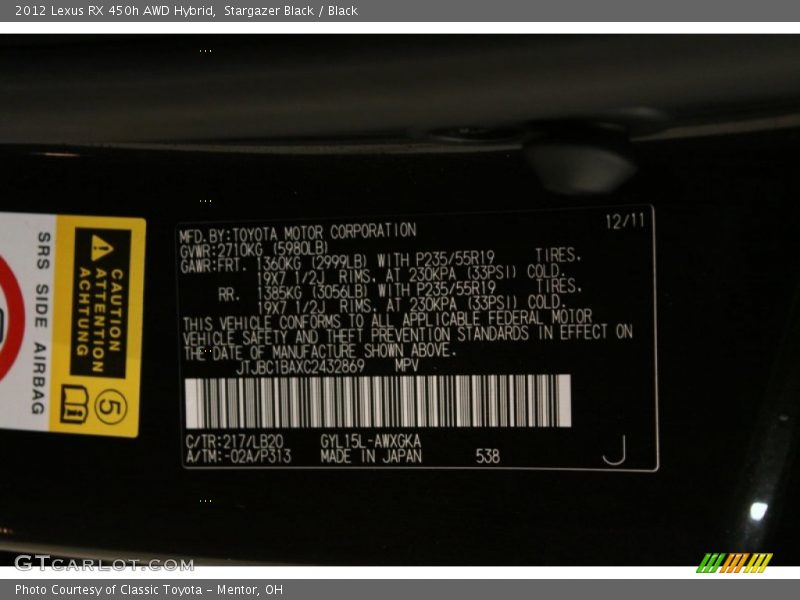 2012 Lexus RX 450h AWD Hybrid, Stargazer Black / Black
12/11
MFD.BY:TOYOTA MOTOR CORPORATION
GVWR:2710KG (5980LB)
GAWR:FRT. 1360KG (2999LB) WITH P235/55R19 TIRES.
19X7 1/2J RIMS. AT 230KPA (33PSI) COLD.
RR. 1385KG (3056LB) WITH P235/55R19 TIRES.
19X7 1/2J RIMS. AT 230KPA (33PSI) COLD.
THIS VEHICLE CONFORMS TO ALL APPLICABLE FEDERAL MOTOR
VEHICLE SAFETY AND THEFT PREVENTION STANDARDS IN EFFECT ON
THE DATE OF MANUFACTURE SHOWN ABOVE.
JTJBC1BAXC2432869 MPV
C/TR:217/LB20 GYL15L-AWXGKA
A/TM:-02A/P313 MADE IN JAPAN 538 J
CAUTION
ATTENTION
ACHTUNG
5
SRS SIDE AIRBAG
GTCARLOT.COM
Photo Courtesy of Classic Toyota - Mentor, OH